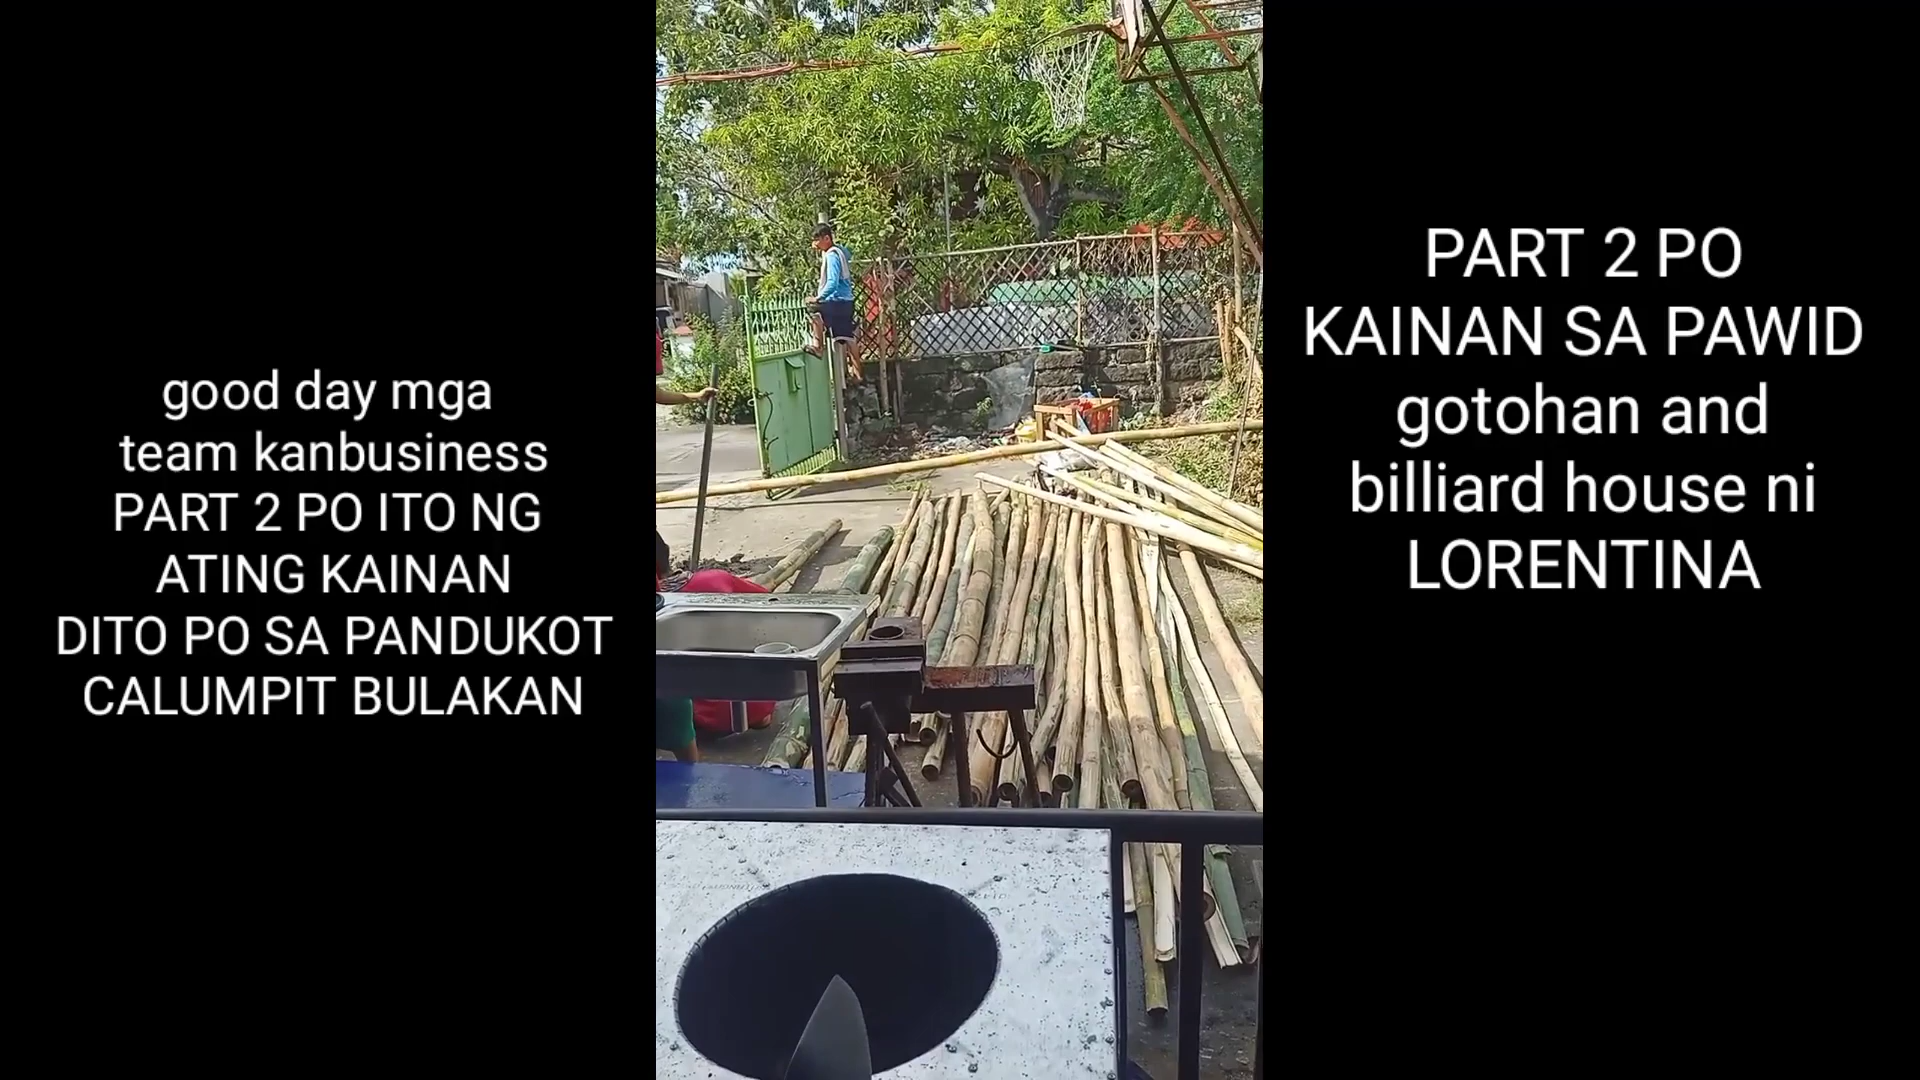 good day mga
team kanbusiness
PART 2 PO ITO NG
ATING KAINAN
DITO PO SA PANDUKOT
CALUMPIT BULAKAN
PART 2 PO
KAINAN SA PAWID
gotohan and
billiard house ni
LORENTINA